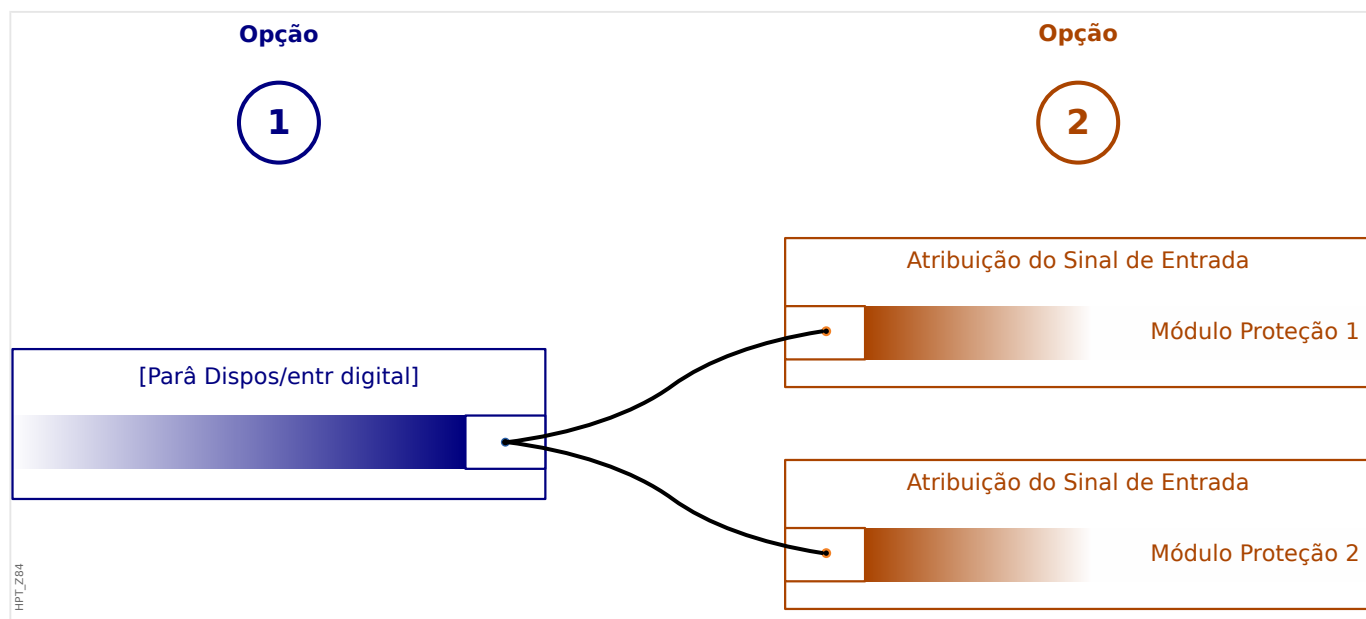 Opção
1
Opção
2
[Parâ Dispos/entr digital]
Atribuição do Sinal de Entrada
Módulo Proteção 1
Atribuição do Sinal de Entrada
Módulo Proteção 2
HPT_Z84